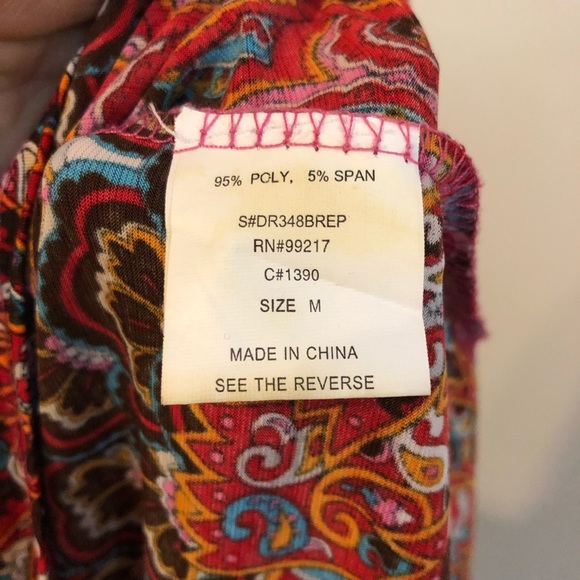 95% POLY, 5% SPAN
S#DR348BREP
RN#99217
C#1390
SIZE M
MADE IN CHINA
SEE THE REVERSE